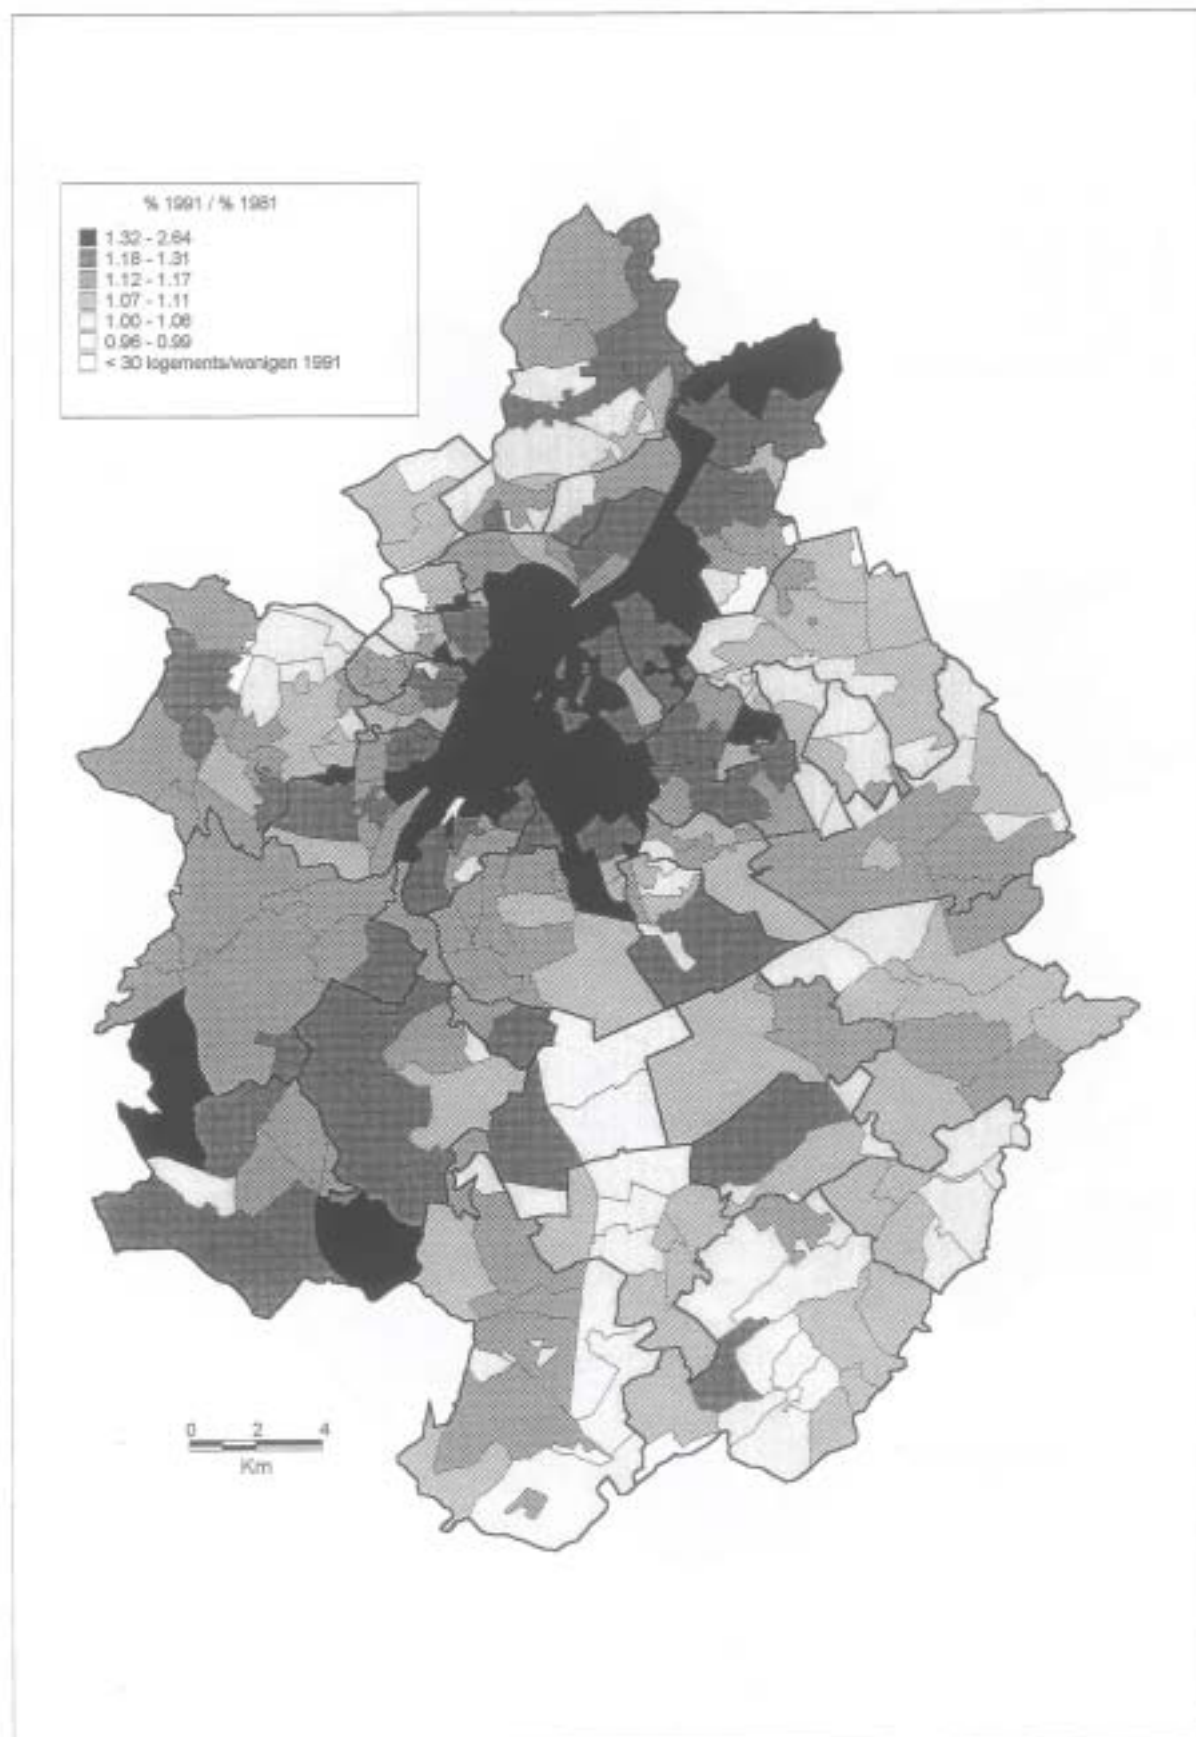 % 1991 / % 1981
1.32 - 2.64
1.18 - 1.31
1.12 - 1.17
1.07 - 1.11
1.00 - 1.06
0.96 - 0.99
< 30 logements/wonigen 1991
0 2 4
Km